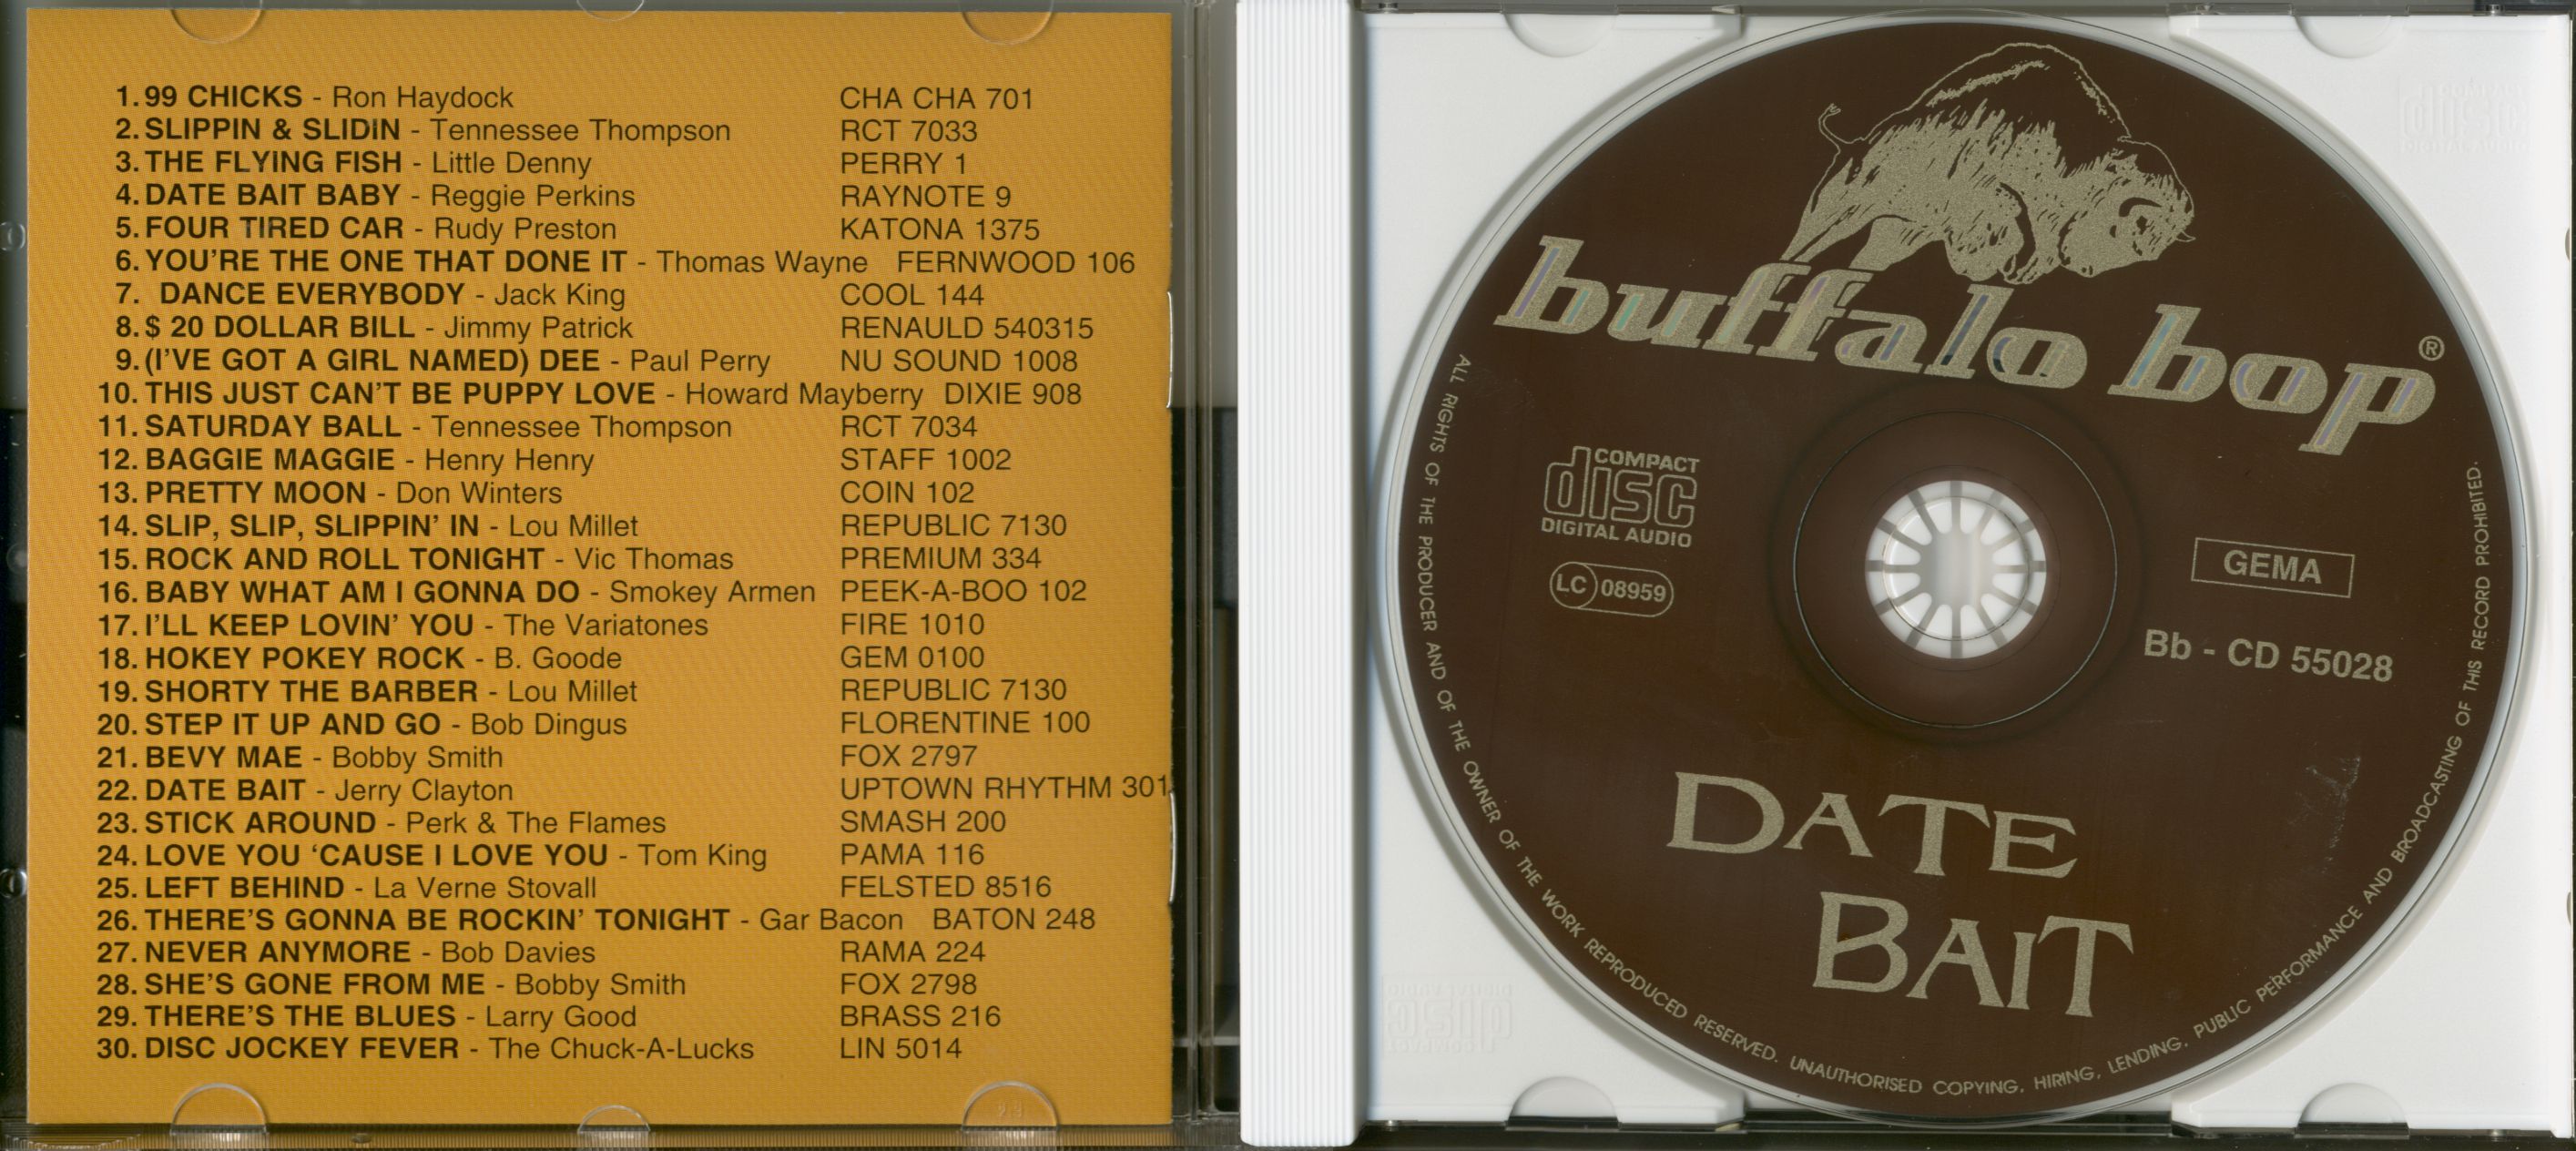 1. 99 CHICKS - Ron Haydock CHA CHA 701
2. SLIPPIN & SLIDIN - Tennessee Thompson RCT 7033
3. THE FLYING FISH - Little Denny PERRY 1
4. DATE BAIT BABY - Reggie Perkins RAYNOTE 9
5. FOUR TIRED CAR - Rudy Preston KATONA 1375
6. YOU'RE THE ONE THAT DONE IT - Thomas Wayne FERNWOOD 106
7. DANCE EVERYBODY - Jack King COOL 144
8. $ 20 DOLLAR BILL - Jimmy Patrick RENAULD 540315
9. (I'VE GOT A GIRL NAMED) DEE - Paul Perry NU SOUND 1008
10. THIS JUST CAN'T BE PUPPY LOVE - Howard Mayberry DIXIE 908
11. SATURDAY BALL - Tennessee Thompson RCT 7034
12. BAGGIE MAGGIE - Henry Henry STAFF 1002
13. PRETTY MOON - Don Winters COIN 102
14. SLIP, SLIP, SLIPPIN' IN - Lou Millet REPUBLIC 7130
15. ROCK AND ROLL TONIGHT - Vic Thomas PREMIUM 334
16. BABY WHAT AM I GONNA DO - Smokey Armen PEEK-A-BOO 102
17. I'LL KEEP LOVIN' YOU - The Variatones FIRE 1010
18. HOKEY POKEY ROCK - B. Goode GEM 0100
19. SHORTY THE BARBER - Lou Millet REPUBLIC 7130
20. STEP IT UP AND GO - Bob Dingus FLORENTINE 100
21. BEVY MAE - Bobby Smith FOX 2797
22. DATE BAIT - Jerry Clayton UPTOWN RHYTHM 301
23. STICK AROUND - Perk & The Flames SMASH 200
24. LOVE YOU 'CAUSE I LOVE YOU - Tom King PAMA 116
25. LEFT BEHIND - La Verne Stovall FELSTED 8516
26. THERE'S GONNA BE ROCKIN' TONIGHT - Gar Bacon BATON 248
27. NEVER ANYMORE - Bob Davies RAMA 224
28. SHE'S GONE FROM ME - Bobby Smith FOX 2798
29. THERE'S THE BLUES - Larry Good BRASS 216
30. DISC JOCKEY FEVER - The Chuck-A-Lucks LIN 5014
buffalo bop ®
COMPACT
disc
DIGITAL AUDIO
LC 08959
GEMA
Bb - CD 55028
DATE
BAIT
ALL RIGHTS OF THE PRODUCER AND OF THE OWNER OF THE WORK REPRODUCED RESERVED. UNAUTHORISED COPYING, HIRING, LENDING, PUBLIC PERFORMANCE AND BROADCASTING OF THIS RECORD PROHIBITED.
disc
DIGITAL AUDIO
COMPACT
disc
DIGITAL AUDIO